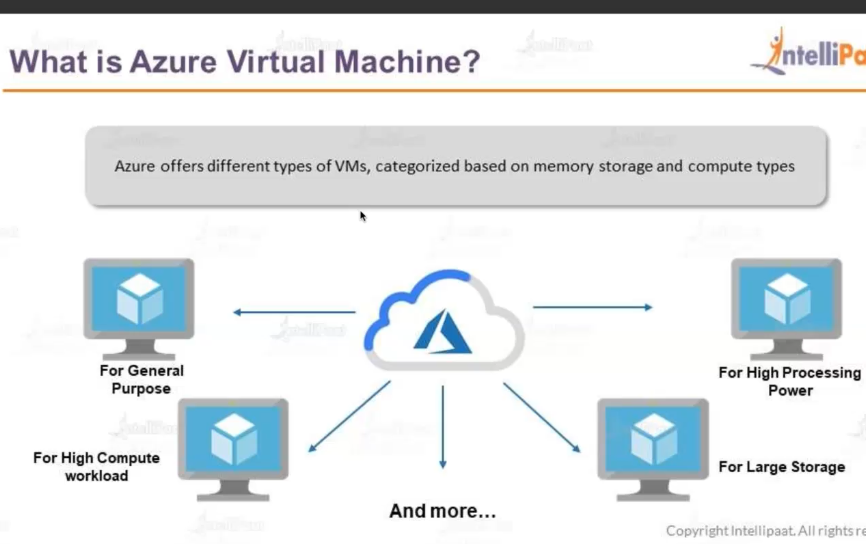 What is Azure Virtual Machine?
Azure offers different types of VMs, categorized based on memory storage and compute types
For General
Purpose
For High Processing
Power
For High Compute
workload
For Large Storage
And more...
Copyright Intellipaat. All rights re
IntelliPa